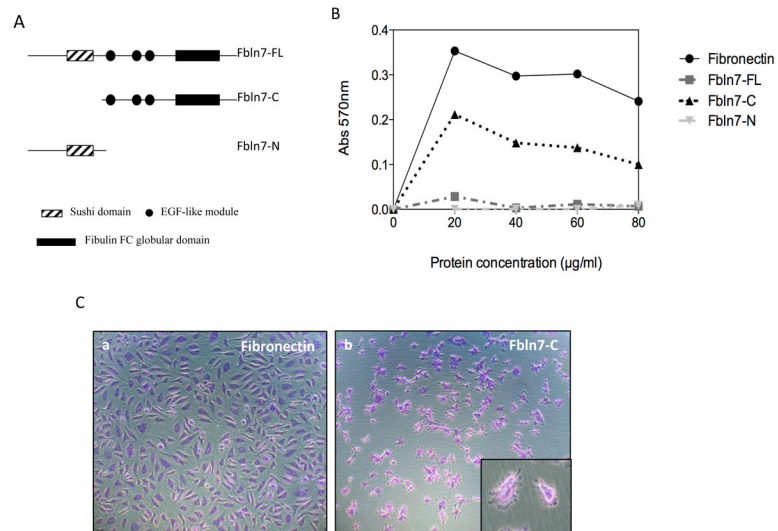 A
Fbln7-FL
Fbln7-C
Fbln7-N
Sushi domain
EGF-like module
Fibulin FC globular domain
B
0.4
0.3
0.2
0.1
0.0
Abs 570nm
0 20 40 60 80
Protein concentration (µg/ml)
Fibronectin
Fbln7-FL
Fbln7-C
Fbln7-N
C
a Fibronectin
b Fbln7-C